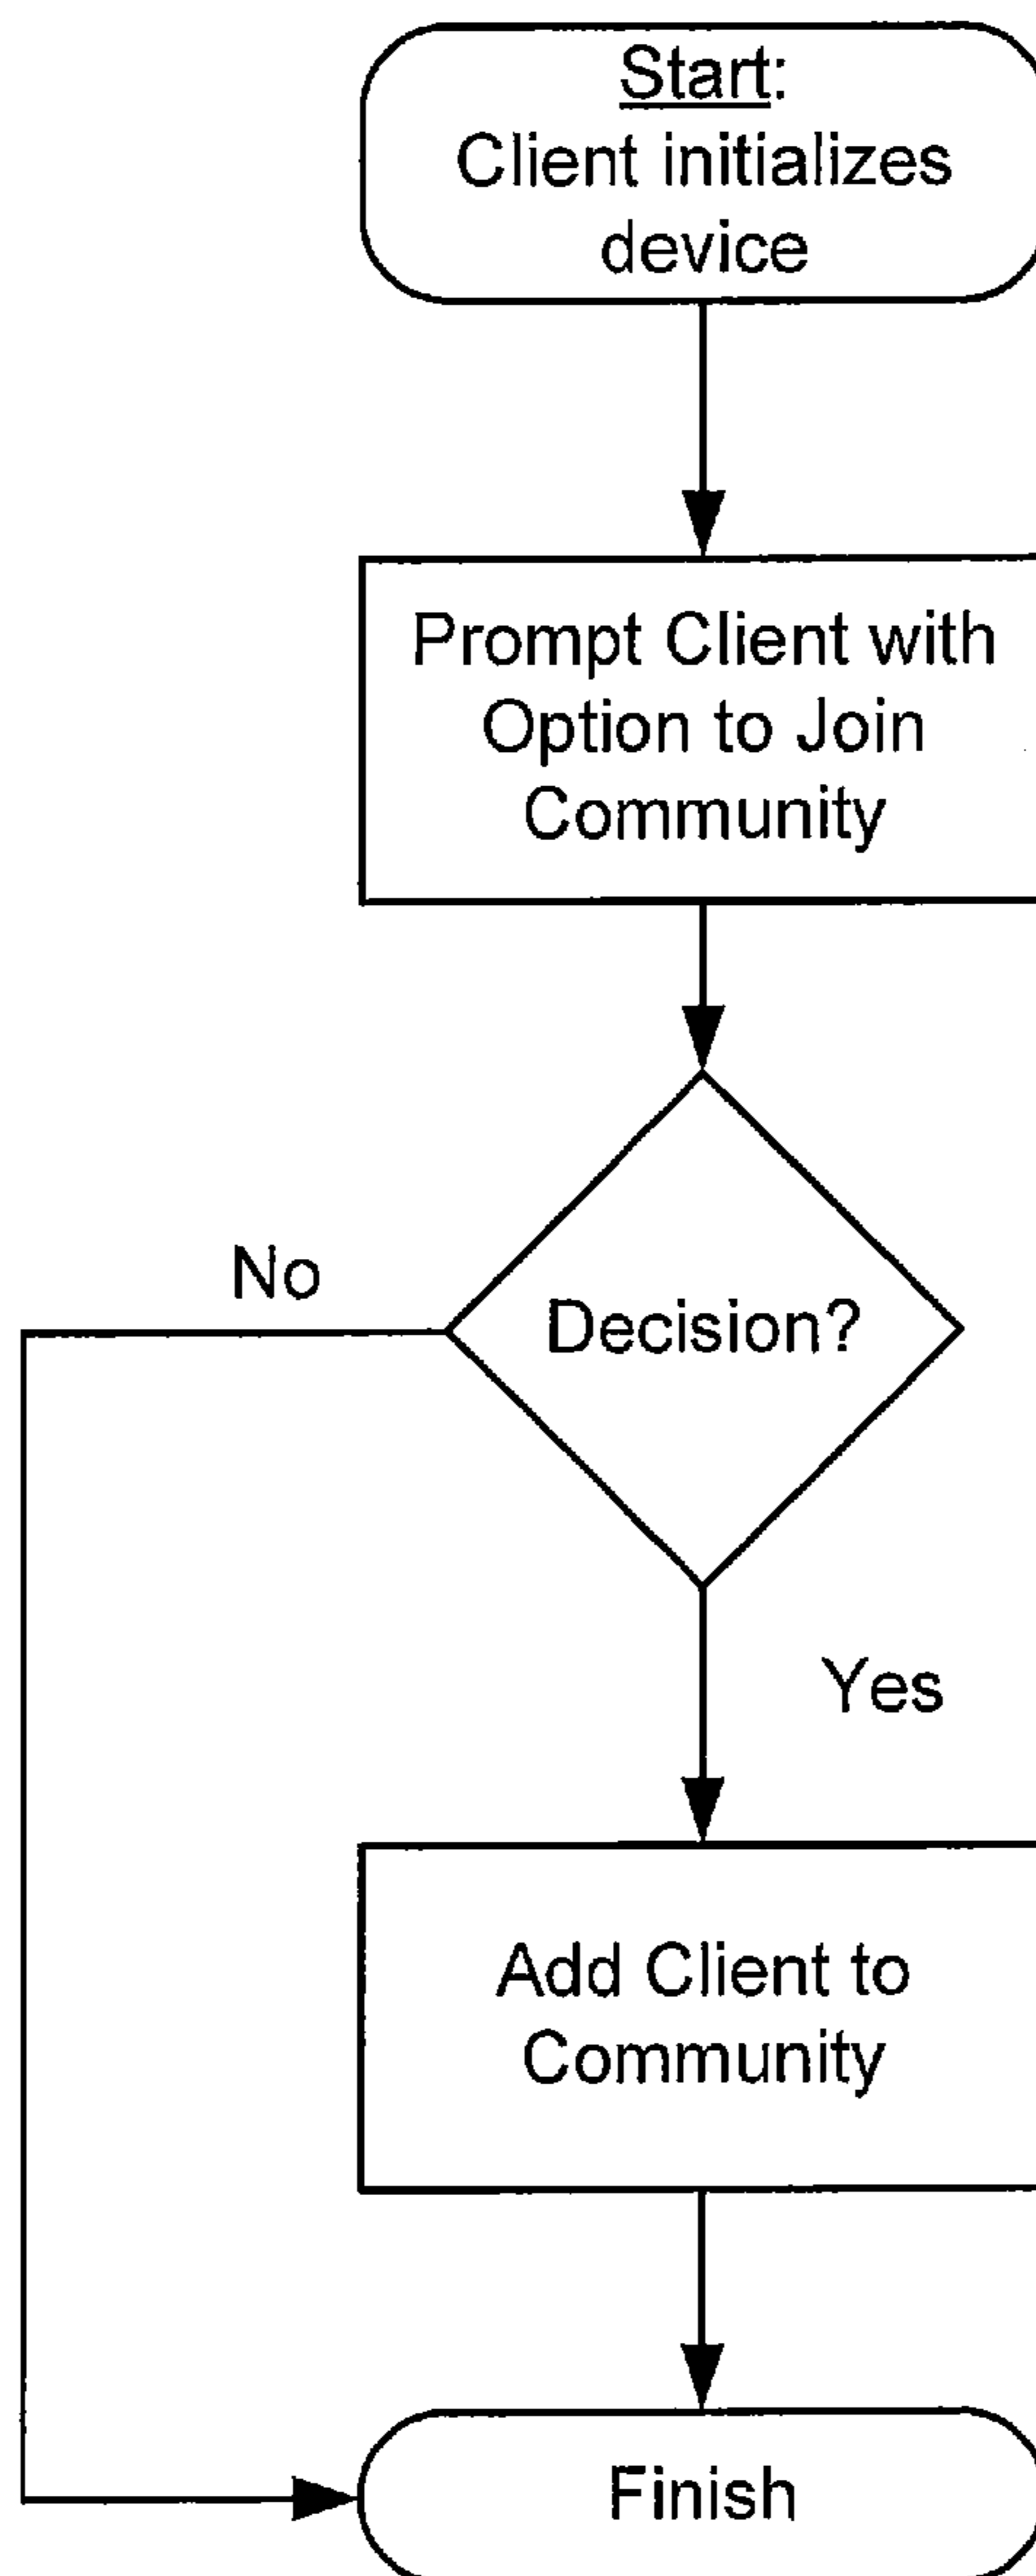 Start:
Client initializes
device
Prompt Client with
Option to Join
Community
No
Decision?
Yes
Add Client to
Community
Finish